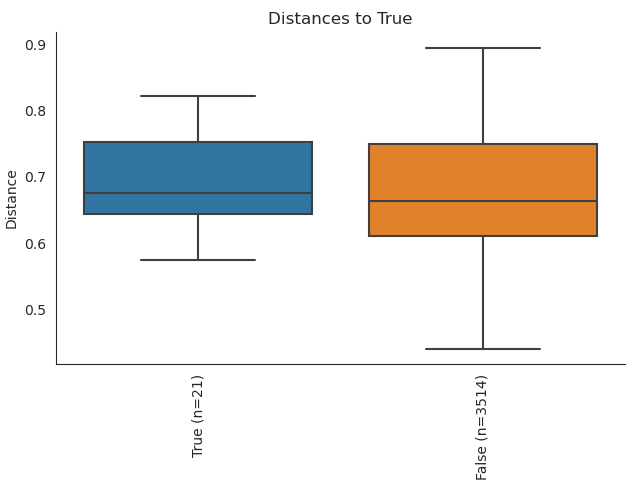 Distances to True
Distance
0.9
0.8
0.7
0.6
0.5
True (n=21)
False (n=3514)